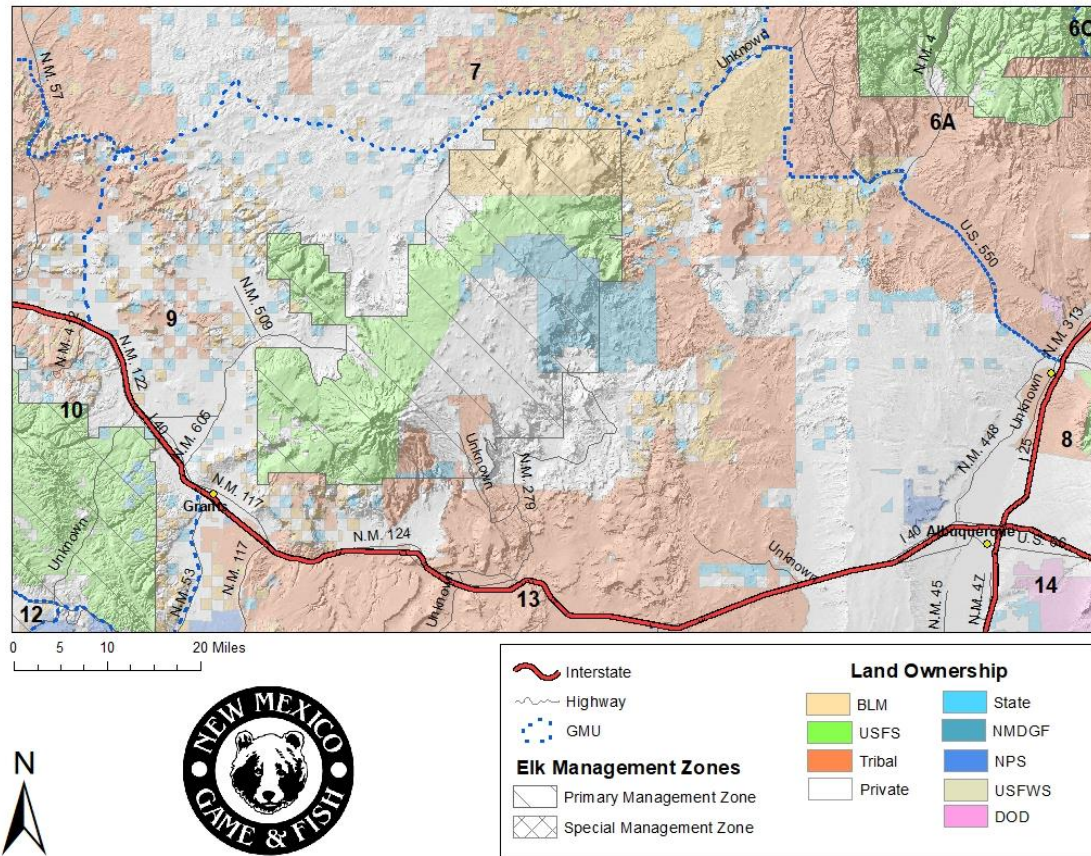 6C
N.M. 4
Unknown
N.M. 57
7
6A
U.S. 550
N.M. 509
9
N.M. 313
N.M. 412
N.M. 122
10
I 40
N.M. 605
Unknown
I 25
8
N.M. 448
Unknown
N.M. 279
N.M. 117
Grants
Unknown
N.M. 124
Unknown
I 40
Albuquerque
U.S. 66
N.M. 53
N.M. 117
Unknown
13
N.M. 45
N.M. 47
14
12
0 5 10 20 Miles
N
NEW MEXICO
GAME & FISH
Interstate
Highway
GMU
Elk Management Zones
Primary Management Zone
Special Management Zone
Land Ownership
BLM
USFS
Tribal
Private
State
NMDGF
NPS
USFWS
DOD